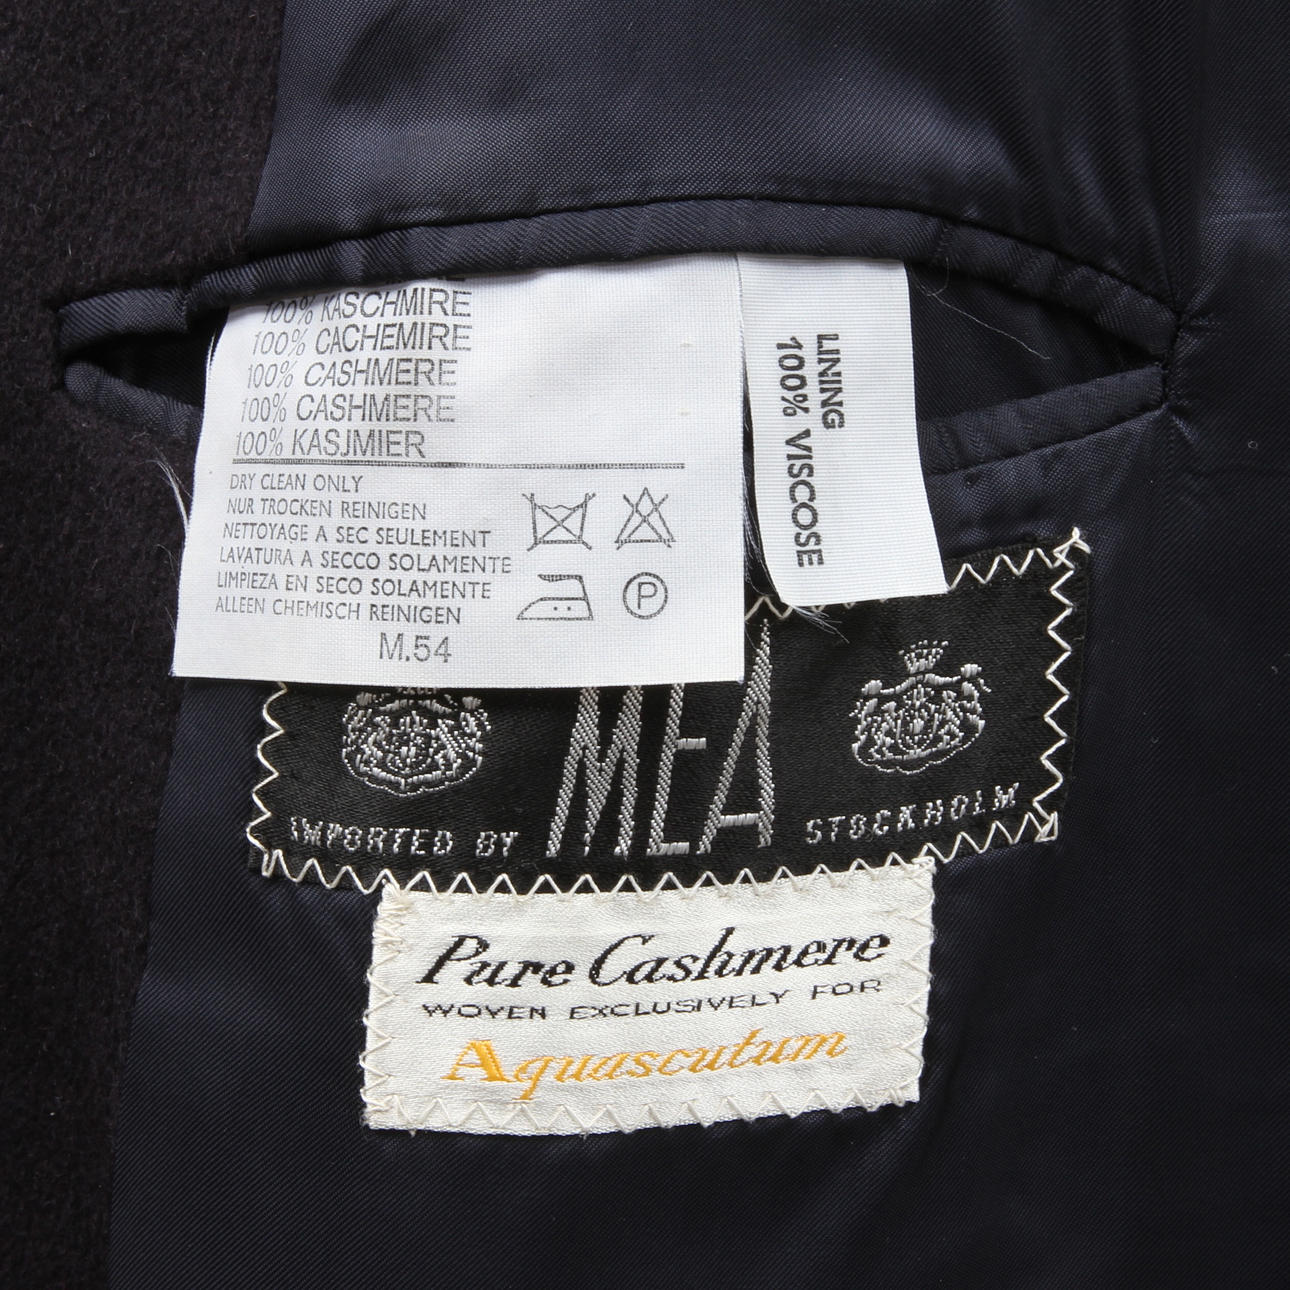 100% KASCHMIRE
100% CACHEMIRE
100% CASHMERE
100% CASHMERE
100% KASJMIER
DRY CLEAN ONLY
NUR TROCKEN REINIGEN
NETTOYAGE A SEC SEULEMENT
LAVATURA A SECCO SOLAMENTE
LIMPIEZA EN SECO SOLAMENTE
ALLEEN CHEMISCH REINIGEN
P
M.54
LINING
100% VISCOSE
IMPORTED BY MEA STOCKHOLM
Pure Cashmere
WOVEN EXCLUSIVELY FOR
Aquascutum